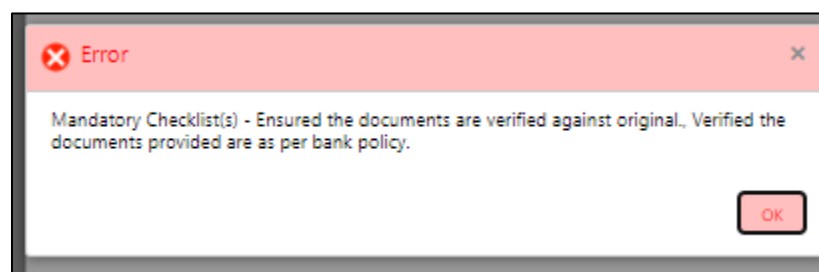 Error
Mandatory Checklist(s) - Ensured the documents are verified against original., Verified the
documents provided are as per bank policy.
OK